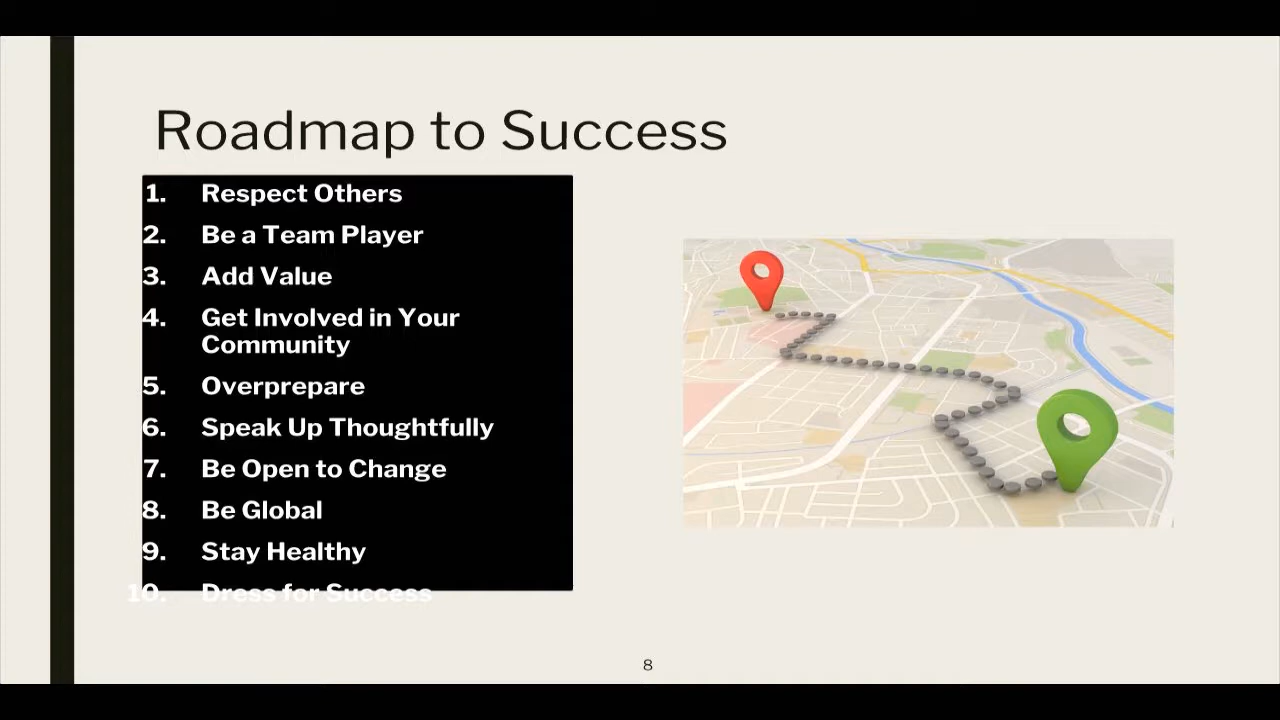 Roadmap to Success
1. Respect Others
2. Be a Team Player
3. Add Value
4. Get Involved in Your
Community
5. Overprepare
6. Speak Up Thoughtfully
7. Be Open to Change
8. Be Global
9. Stay Healthy
10. Dress for Success
8